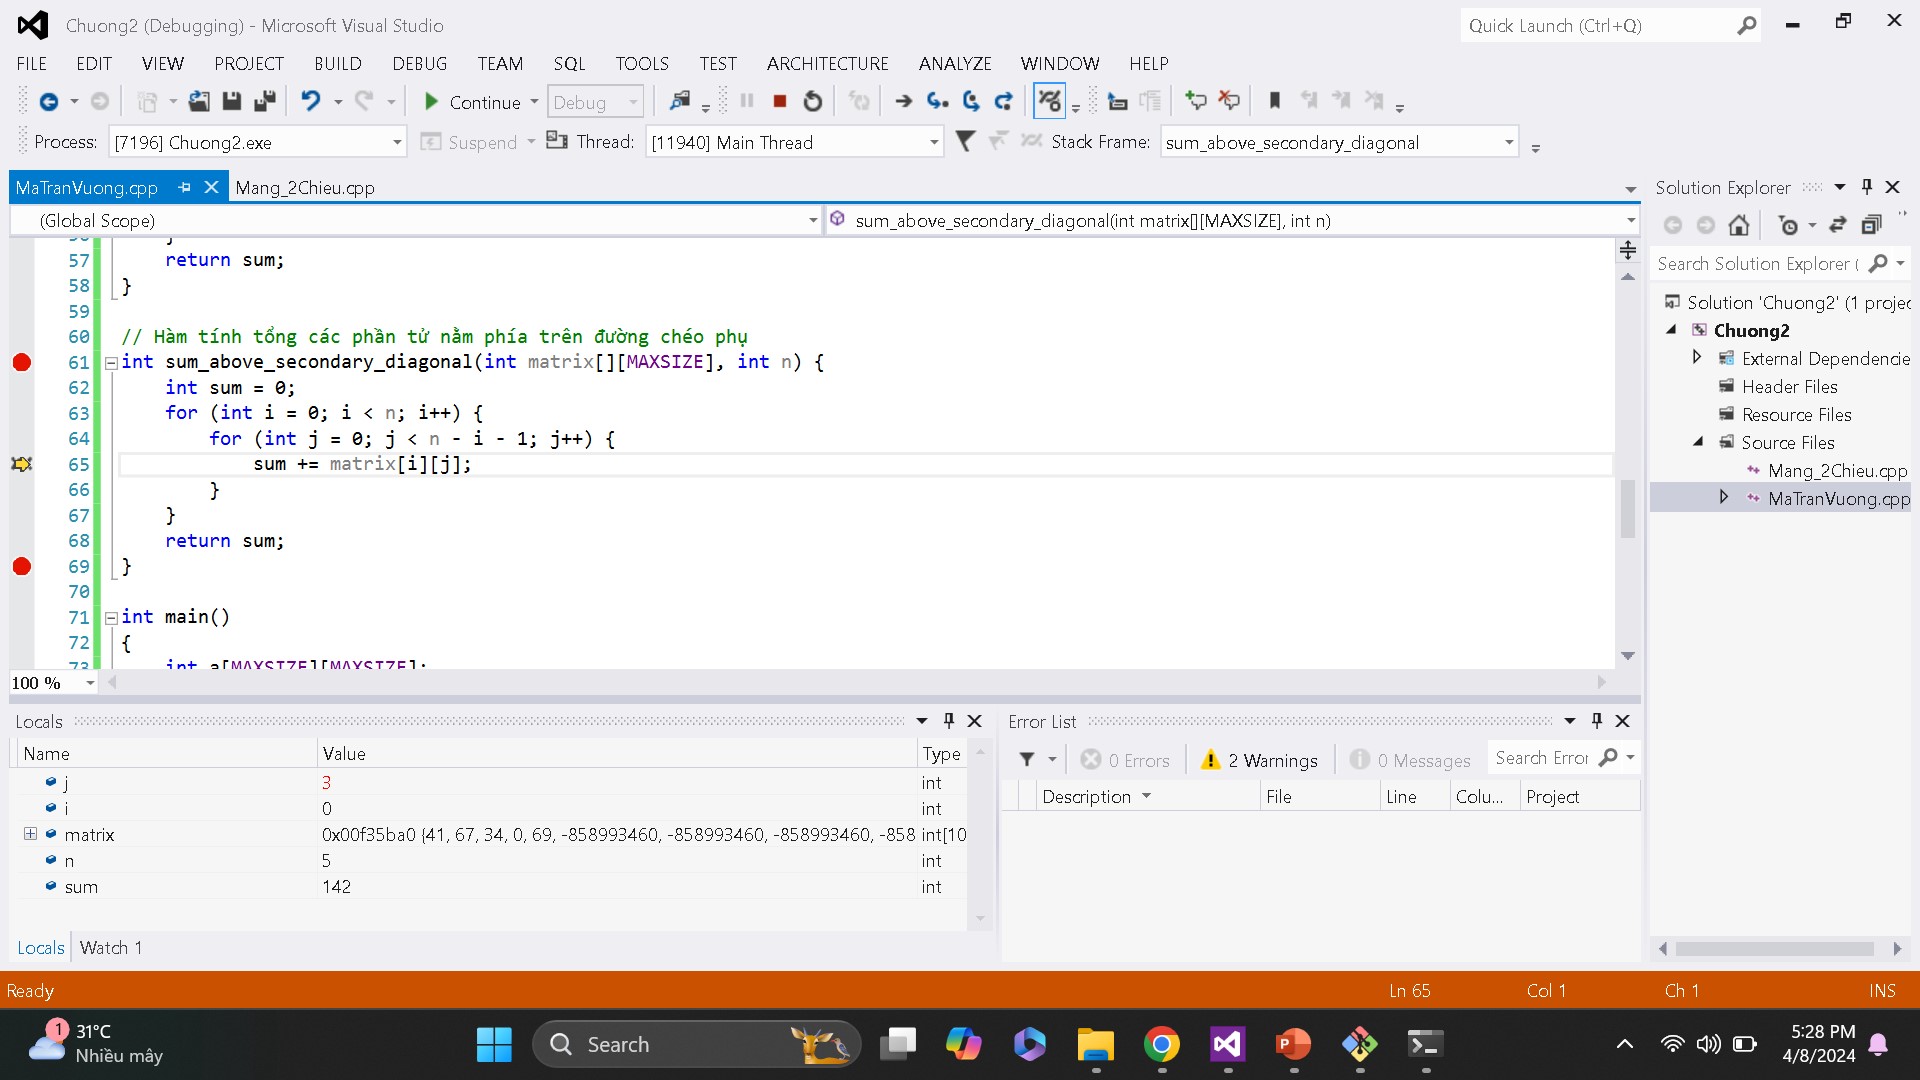 Chuong2 (Debugging) - Microsoft Visual Studio
Quick Launch (Ctrl+Q)
FILE EDIT VIEW PROJECT BUILD DEBUG TEAM SQL TOOLS TEST ARCHITECTURE ANALYZE WINDOW HELP
Continue Debug
Process: [7196] Chuong2.exe Suspend Thread: [11940] Main Thread Stack Frame: sum_above_secondary_diagonal
MaTranVuong.cpp Mang_2Chieu.cpp
(Global Scope) sum_above_secondary_diagonal(int matrix[][MAXSIZE], int n)
57 return sum;
58 }
59
60 // Hàm tính tổng các phần tử nằm phía trên đường chéo phụ
61 int sum_above_secondary_diagonal(int matrix[][MAXSIZE], int n) {
62 int sum = 0;
63 for (int i = 0; i < n; i++) {
64 for (int j = 0; j < n - i - 1; j++) {
65 sum += matrix[i][j];
66 }
67 }
68 return sum;
69 }
70
71 int main()
72 {
73 int a[MAXSIZE][MAXSIZE];
100 %
Solution Explorer
Search Solution Explorer (
Solution 'Chuong2' (1 projec
Chuong2
External Dependencie
Header Files
Resource Files
Source Files
Mang_2Chieu.cpp
MaTranVuong.cpp
Locals
Name Value Type
j 3 int
i 0 int
matrix 0x00f35ba0 {41, 67, 34, 0, 69, -858993460, -858993460, -858993460, -858 int[10
n 5 int
sum 142 int
Locals Watch 1
Error List
0 Errors 2 Warnings 0 Messages Search Error
Description File Line Colu... Project
Ready Ln 65 Col 1 Ch 1 INS
1 31°C
Nhiều mây
Search
5:28 PM
4/8/2024